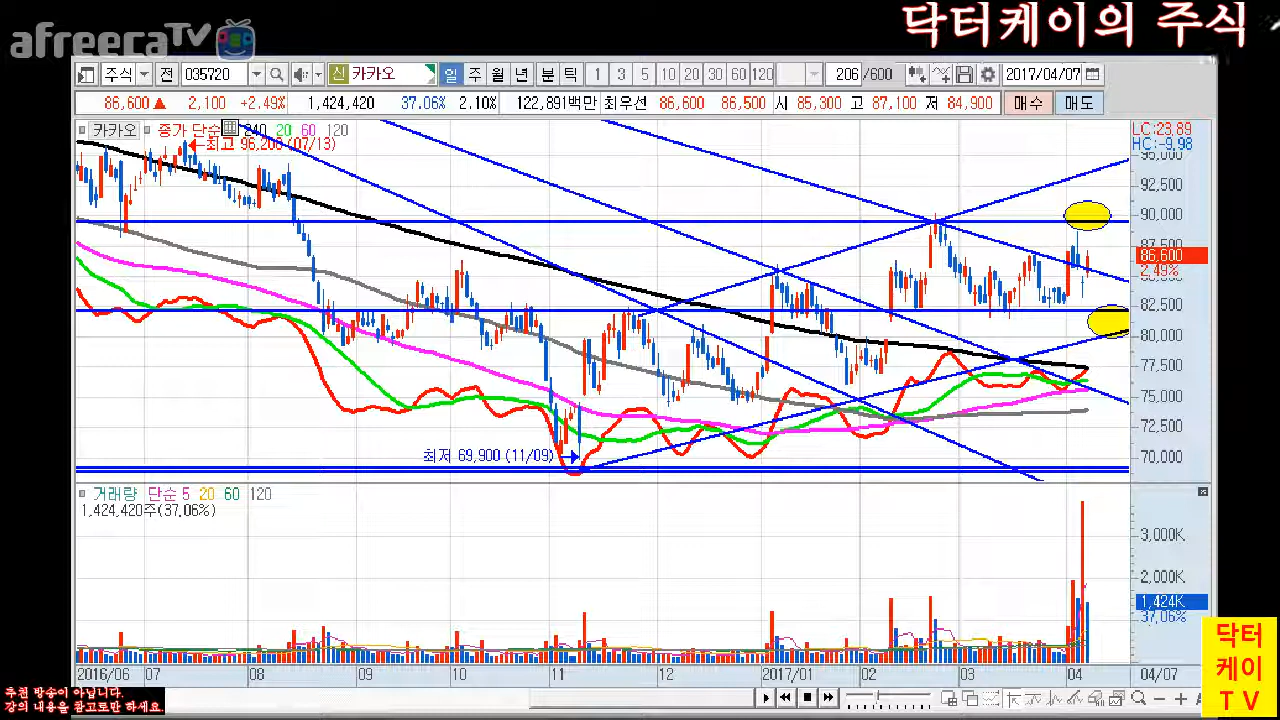 afreecaTV
닥터케이의 주식
주식 전 035720 신 카카오 일 주 월 년 분 틱 1 3 5 10 20 30 60 120 206 /600 2017/04/07
86,600 ▲ 2,100 +2.49% 1,424,420 37.06% 2.10% 122,891백만 최우선 86,600 86,500 시 85,300 고 87,100 저 84,900 매수 매도
카카오 종가 단순 240 20 60 120
최고 96,200 (07/13)
LC:23.89
HC:-9.98
95,000
92,500
90,000
87,500
86,600
2.49%
82,500
80,000
77,500
75,000
72,500
70,000
최저 69,900 (11/09)
거래량 단순 5 20 60 120
1,424,420주(37.06%)
3,000K
2,000K
1,424K
37.06%
2016/06 07 08 09 10 11 12 2017/01 02 03 04 04/07
추천 방송이 아닙니다.
강의 내용을 참고로만 하세요.
닥터
케이
TV